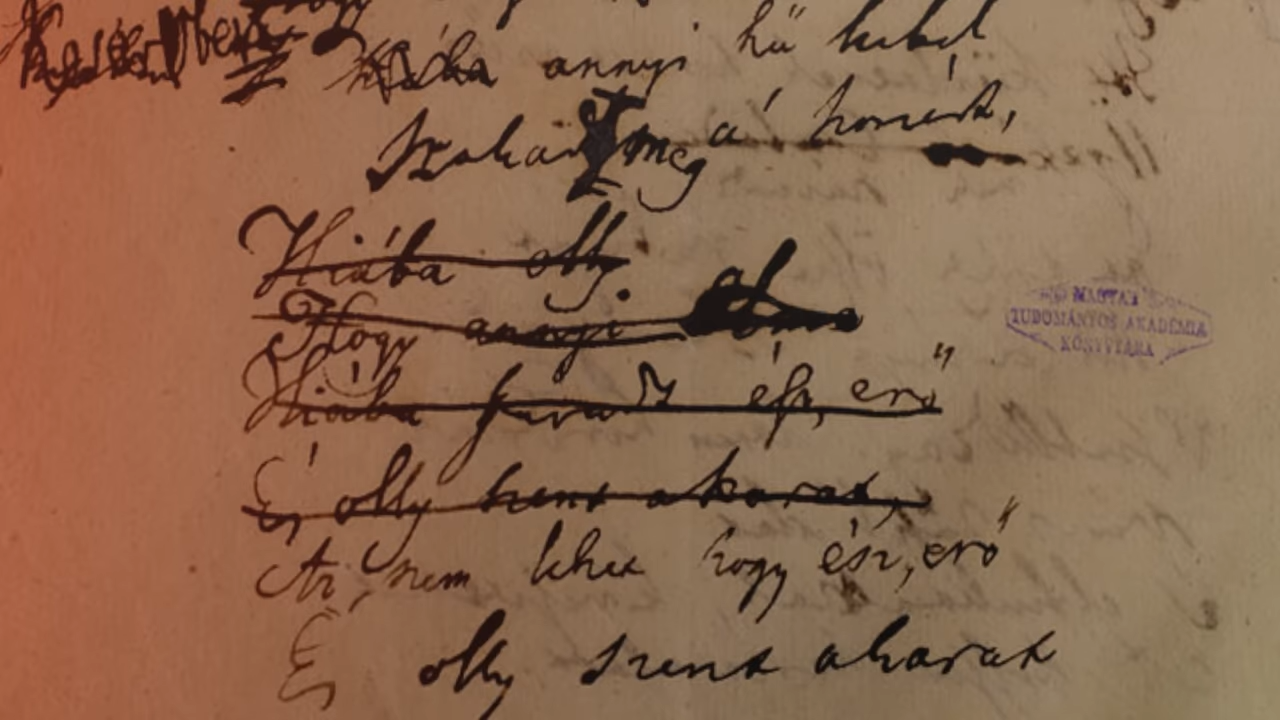 annyi hű kebel
Szakadt meg a' honért,
Hiába olly
Hogy annyi
Hiába fáradt ész, erő
És olly szent akarat,
Az nem lehet hogy ész, erő
És olly szent akarat
MAGYAR
TUDOMÁNYOS AKADÉMIA
KÖNYVTÁRA